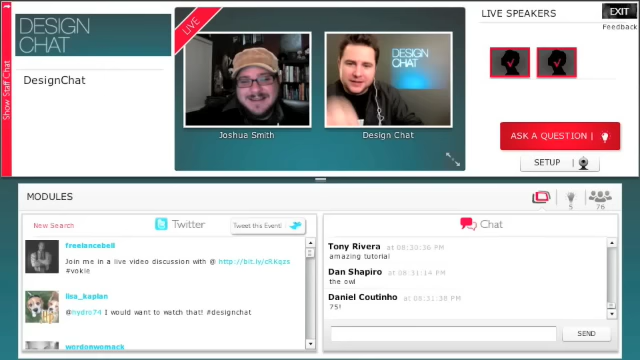 Show Staff Chat
DESIGN
CHAT
DesignChat
LIVE
DESIGN
CHAT
Joshua Smith
Design Chat
LIVE SPEAKERS
EXIT
Feedback
ASK A QUESTION |
SETUP |
MODULES
5
76
New Search
Twitter
Tweet this Event!
freelancebell
Join me in a live video discussion with @ http://bit.ly/cRKqzs
#vokle
lisa_kaplan
@hydro74 I would want to watch that! #designchat
wordonwomack
Chat
Tony Rivera at 08:30:36 PM
amazing tutorial
Dan Shapiro at 08:31:14 PM
the owl
Daniel Coutinho at 08:31:38 PM
75!
SEND